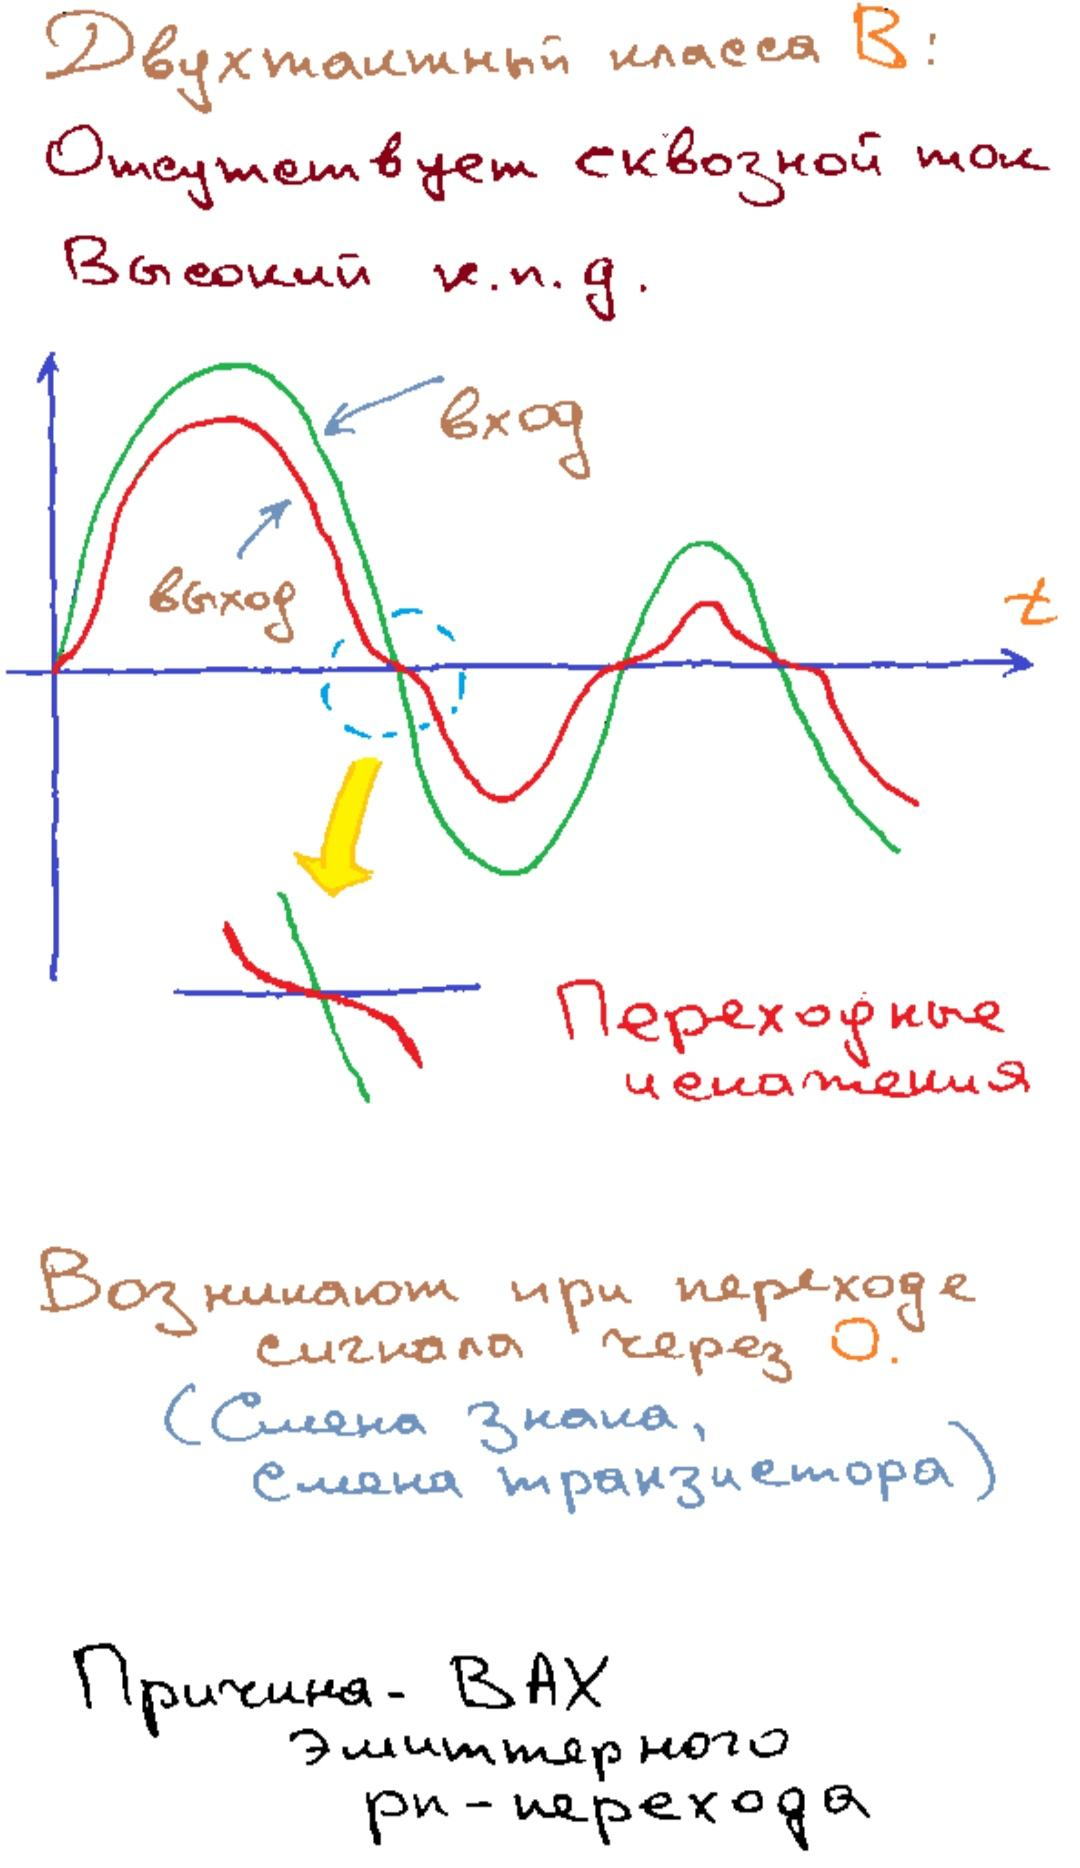 Двухтактный класса В:
Отсутствует сквозной ток
Высокий к.п.д.
вход
выход
t
Переходные
искажения
Возникают при переходе
сигнала через 0.
(Смена знака,
смена транзистора)
Причина - ВАХ
эмиттерного
pn-перехода